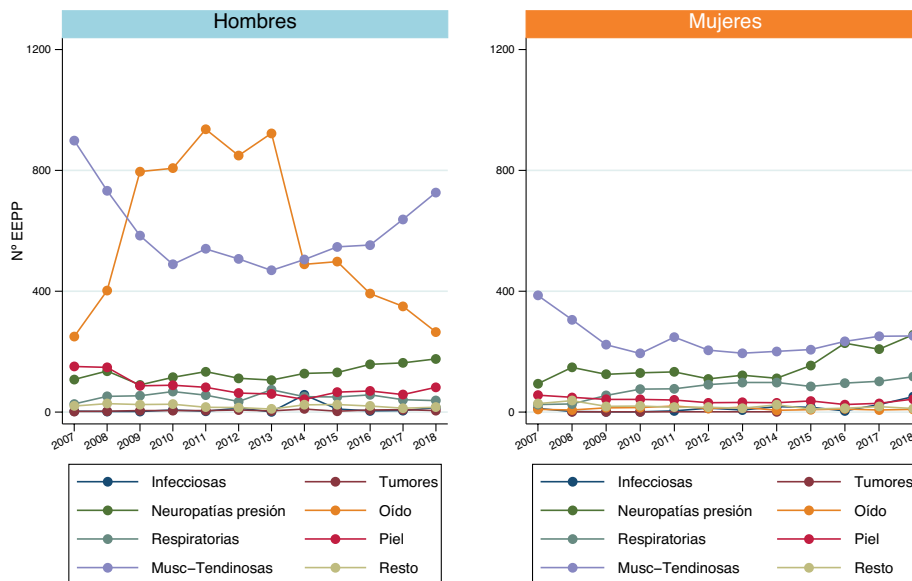 Hombres
Mujeres
N° EEPP
1200
800
400
0
2007 2008 2009 2010 2011 2012 2013 2014 2015 2016 2017 2018
1200
800
400
0
2007 2008 2009 2010 2011 2012 2013 2014 2015 2016 2017 2018
Infecciosas Tumores
Neuropatías presión Oído
Respiratorias Piel
Musc-Tendinosas Resto
Infecciosas Tumores
Neuropatías presión Oído
Respiratorias Piel
Musc-Tendinosas Resto